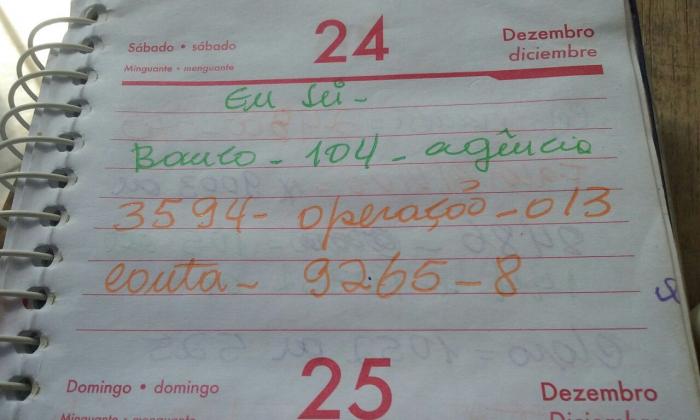 Sábado • sábado 24 Dezembro
diciembre
Minguante • menguante
Eu sei -
Banco - 104 - agência
3594 - operação - 013
conta - 9265-8
Domingo • domingo 25 Dezembro
Minguante • menguante Diciembre